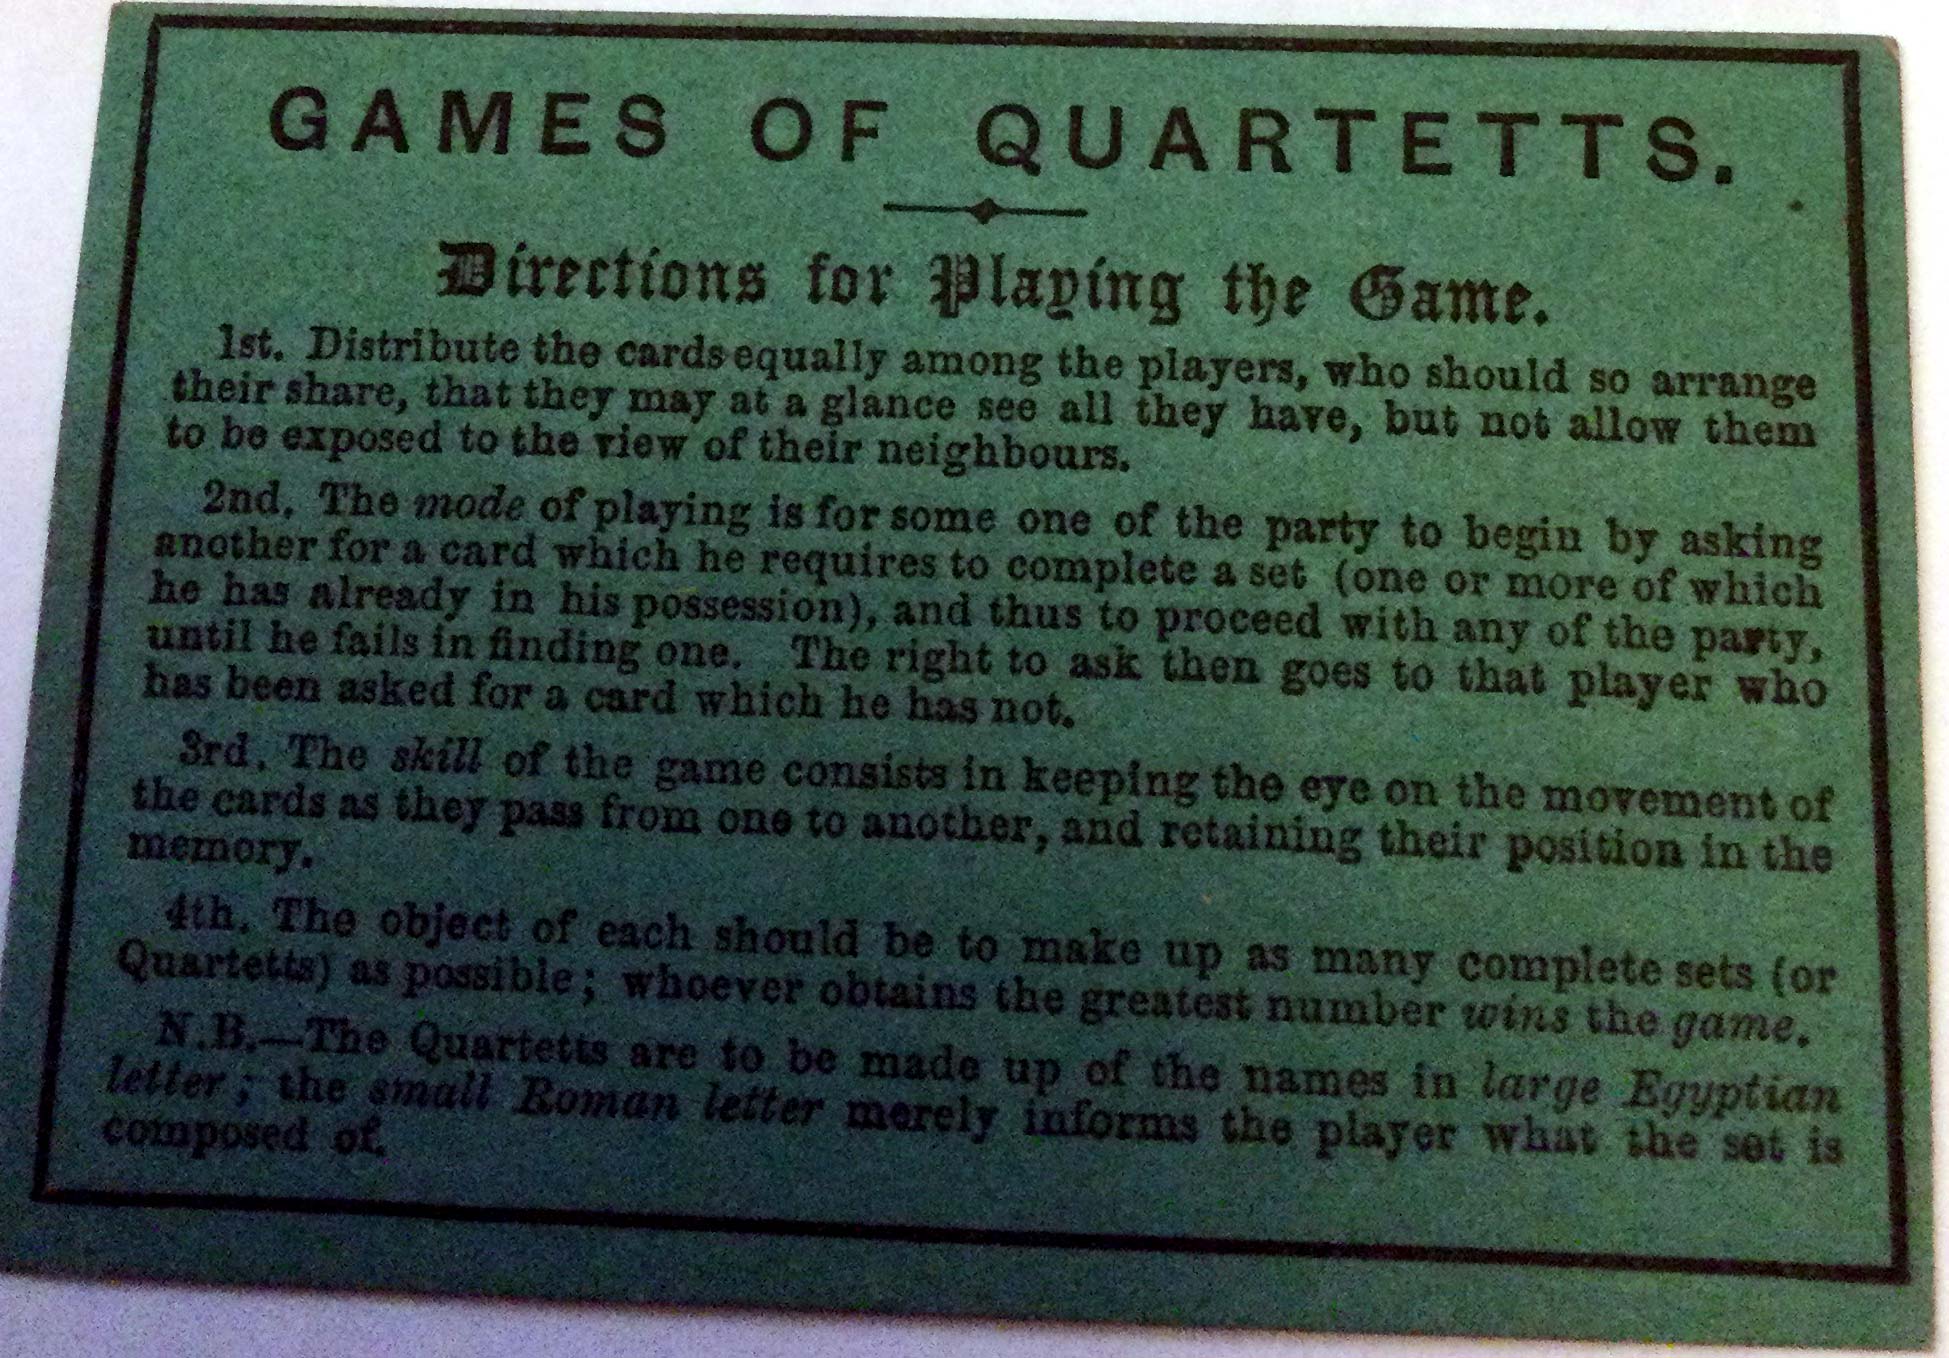 GAMES OF QUARTETTS.
Directions for Playing the Game.
1st. Distribute the cards equally among the players, who should so arrange
their share, that they may at a glance see all they have, but not allow them
to be exposed to the view of their neighbours.
2nd. The mode of playing is for some one of the party to begin by asking
another for a card which he requires to complete a set (one or more of which
he has already in his possession), and thus to proceed with any of the party,
until he fails in finding one. The right to ask then goes to that player who
has been asked for a card which he has not.
3rd. The skill of the game consists in keeping the eye on the movement of
the cards as they pass from one to another, and retaining their position in the
memory.
4th. The object of each should be to make up as many complete sets (or
Quartetts) as possible; whoever obtains the greatest number wins the game.
N.B.—The Quartetts are to be made up of the names in large Egyptian
letter; the small Roman letter merely informs the player what the set is
composed of.